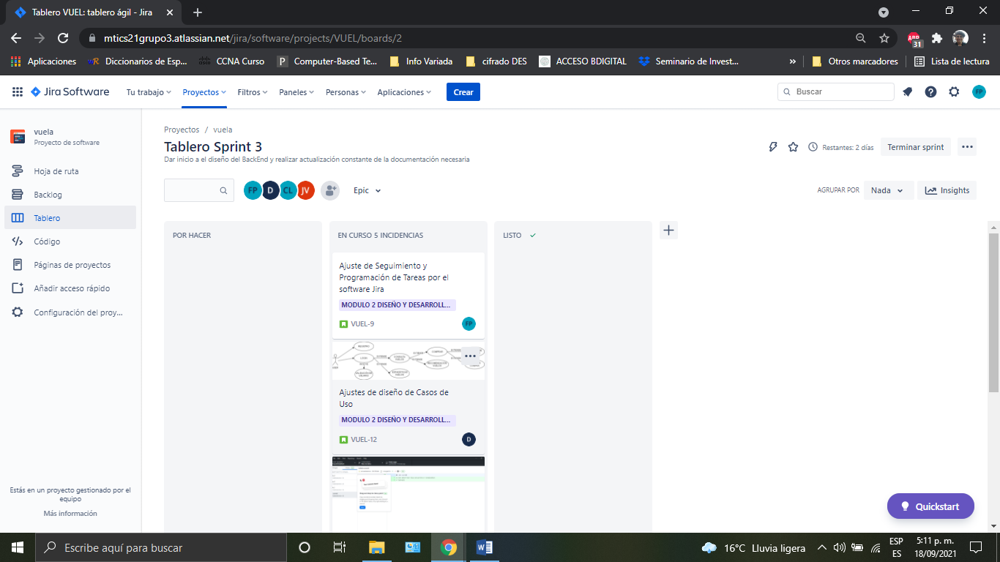 Tablero VUEL: tablero ágil - Jira
mtics21grupo3.atlassian.net/jira/software/projects/VUEL/boards/2
ABP
31
Aplicaciones
Diccionarios de Esp...
CCNA Curso
Computer-Based Te...
Info Variada
cifrado DES
ACCESO BDIGITAL
Seminario de Invest...
»
Otros marcadores
Lista de lectura
Jira Software
Tu trabajo
Proyectos
Filtros
Paneles
Personas
Aplicaciones
Crear
Buscar
FP
vuela
Proyecto de software
Hoja de ruta
Backlog
Tablero
Código
Páginas de proyectos
Añadir acceso rápido
Configuración del proy...
Estás en un proyecto gestionado por el
equipo
Más información
Proyectos / vuela
Tablero Sprint 3
Dar inicio a el diseño del BackEnd y realizar actualización constante de la documentación necesaria
Restantes: 2 días
Terminar sprint
FP D CL JV
Epic
AGRUPAR POR
Nada
Insights
POR HACER
EN CURSO 5 INCIDENCIAS
Ajuste de Seguimiento y
Programación de Tareas por el
software Jira
MODULO 2 DISEÑO Y DESARROLL...
VUEL-9
FP
Ajustes de diseño de Casos de
Uso
MODULO 2 DISEÑO Y DESARROLL...
VUEL-12
D
LISTO
Quickstart
Escribe aquí para buscar
16°C Lluvia ligera
ESP
ES
5:11 p. m.
18/09/2021